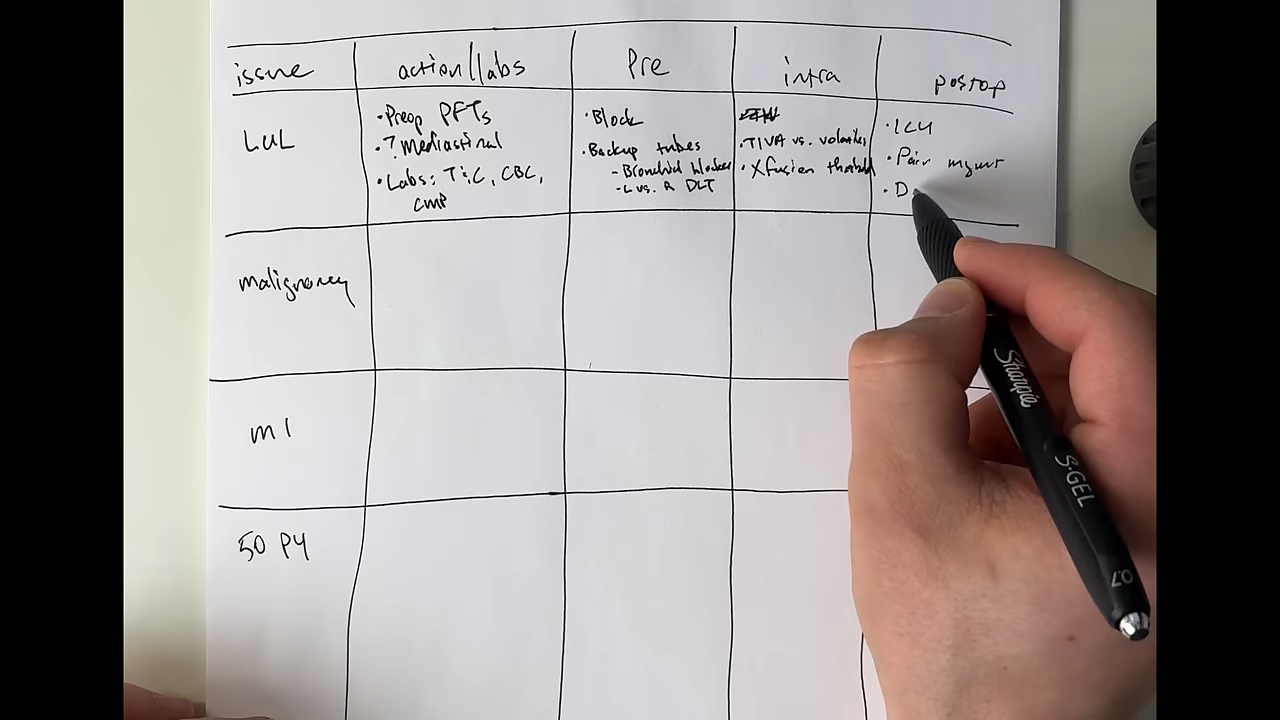 issue action/labs Pre intra postop
LUL
• Preop PFTs
• ? Mediastinal
• Labs: T&C, CBC,
CMP
• Block
• Backup tubes
- Bronchial blocker
- L vs. R DLT
• TIVA vs. volatiles
• Xfusion threshold
• ICU
• Pain mgmt
• D
malignancy
MI
50 PY
Sharpie
S·GEL
0.7